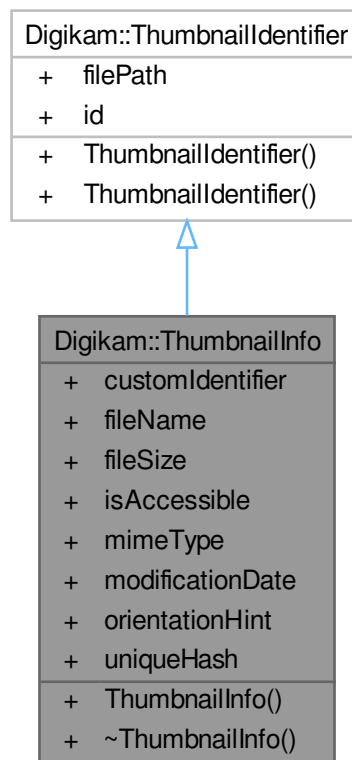 Digikam::ThumbnailIdentifier
+ filePath
+ id
+ ThumbnailIdentifier()
+ ThumbnailIdentifier()
Digikam::ThumbnailInfo
+ customIdentifier
+ fileName
+ fileSize
+ isAccessible
+ mimeType
+ modificationDate
+ orientationHint
+ uniqueHash
+ ThumbnailInfo()
+ ~ThumbnailInfo()